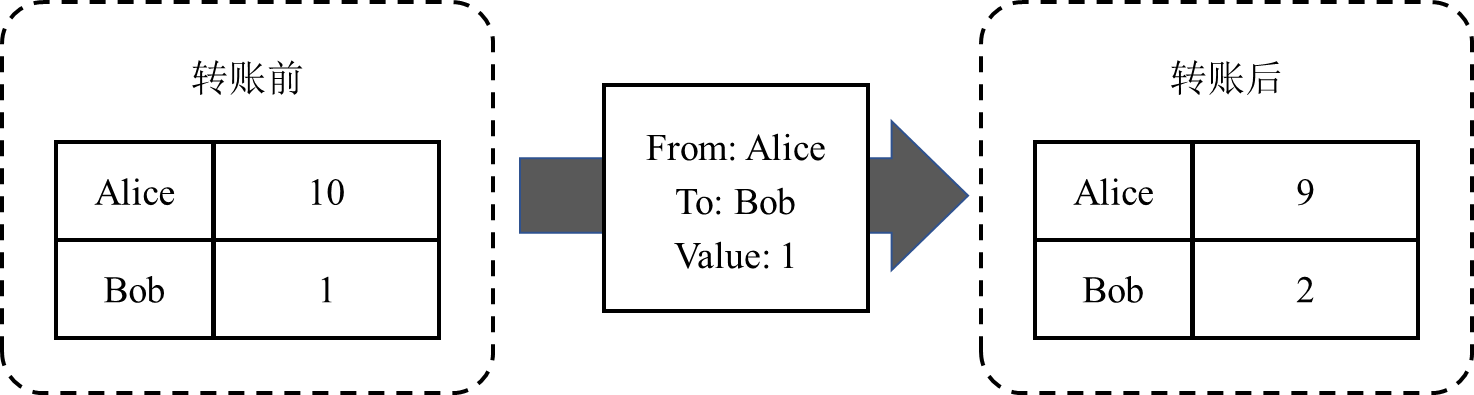 转账前
Alice 10
Bob 1
From: Alice
To: Bob
Value: 1
转账后
Alice 9
Bob 2